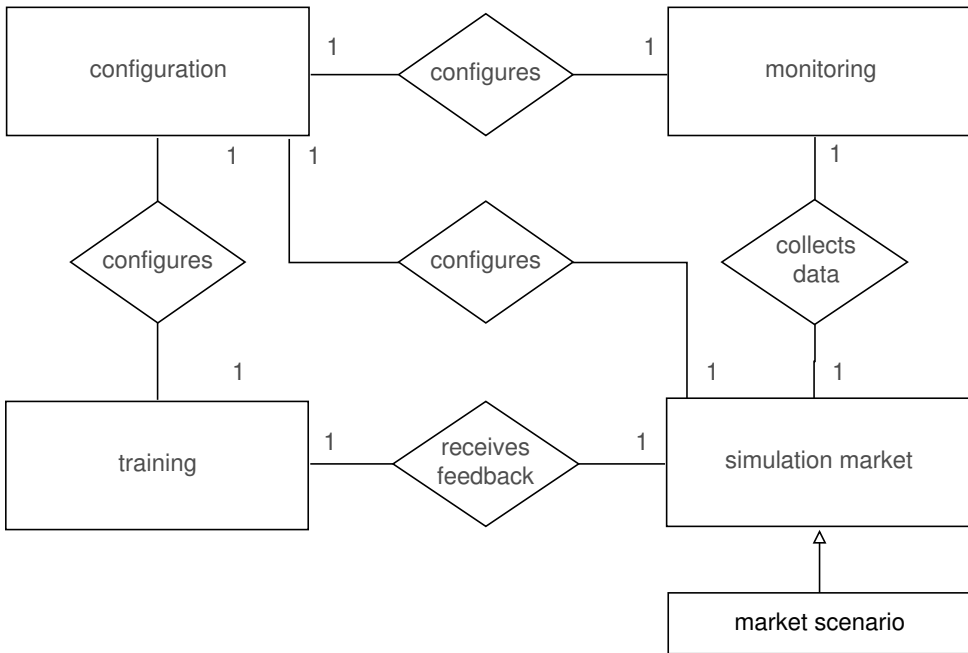 1
1
configuration
configures
monitoring
1
1
1
configures
configures
collects
data
1
1
1
1
1
training
receives
feedback
simulation market
market scenario